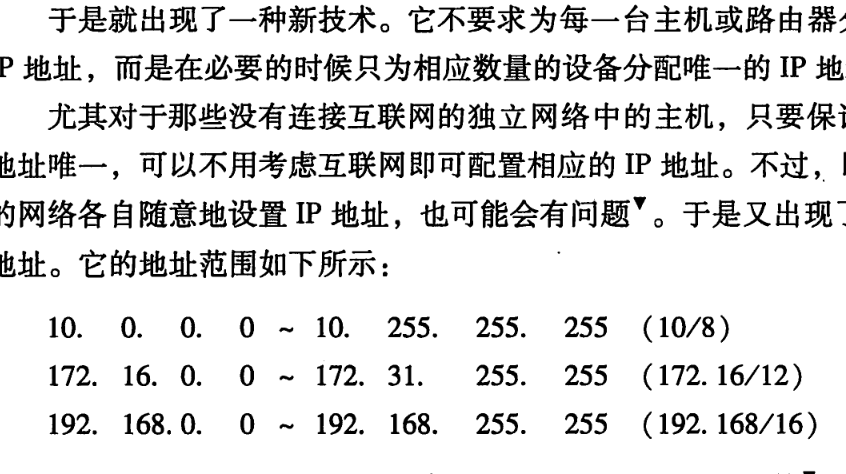 于是就出现了一种新技术。它不要求为每一台主机或路由器
P 地址，而是在必要的时候只为相应数量的设备分配唯一的 IP 地
尤其对于那些没有连接互联网的独立网络中的主机，只要保
地址唯一，可以不用考虑互联网即可配置相应的 IP 地址。不过，
的网络各自随意地设置 IP 地址，也可能会有问题▼。于是又出现了
地址。它的地址范围如下所示：
10. 0. 0. 0 ~ 10. 255. 255. 255 (10/8)
172. 16. 0. 0 ~ 172. 31. 255. 255 (172. 16/12)
192. 168. 0. 0 ~ 192. 168. 255. 255 (192. 168/16)